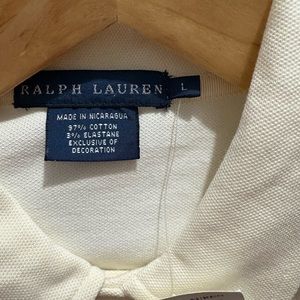 RALPH LAUREN
L
MADE IN NICARAGUA
97% COTTON
3% ELASTANE
EXCLUSIVE OF
DECORATION